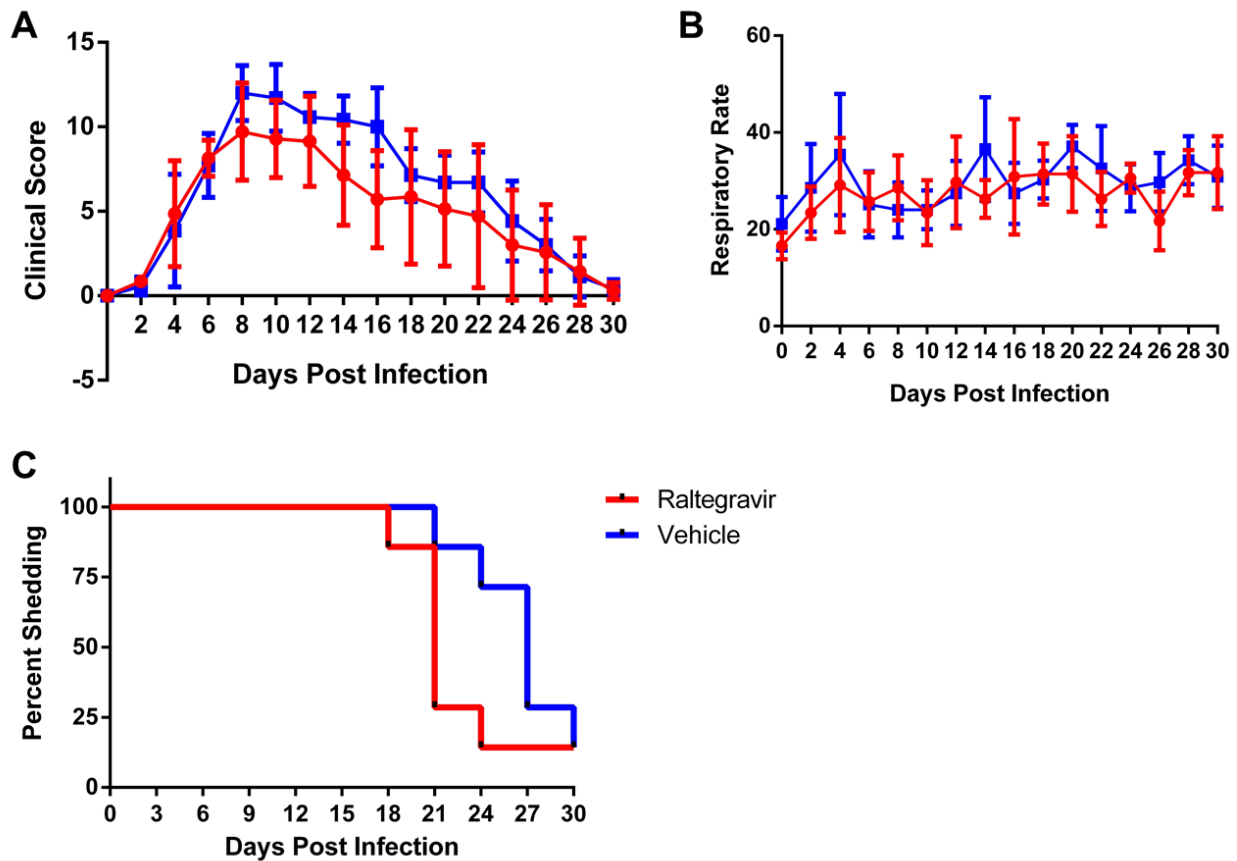 A
Clinical Score
15
10
5
0
-5
2 4 6 8 10 12 14 16 18 20 22 24 26 28 30
Days Post Infection
B
Respiratory Rate
60
40
20
0
0 2 4 6 8 10 12 14 16 18 20 22 24 26 28 30
Days Post Infection
C
Percent Shedding
100
75
50
25
0
0 3 6 9 12 15 18 21 24 27 30
Days Post Infection
Raltegravir
Vehicle